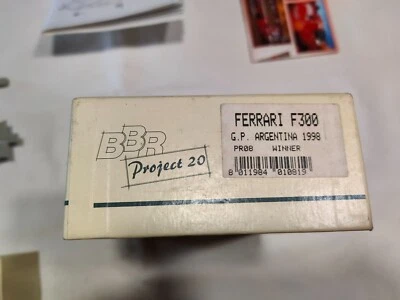 BBR
Project 20
FERRARI F300
G.P. ARGENTINA 1998
PR08 WINNER
8 011984 010819